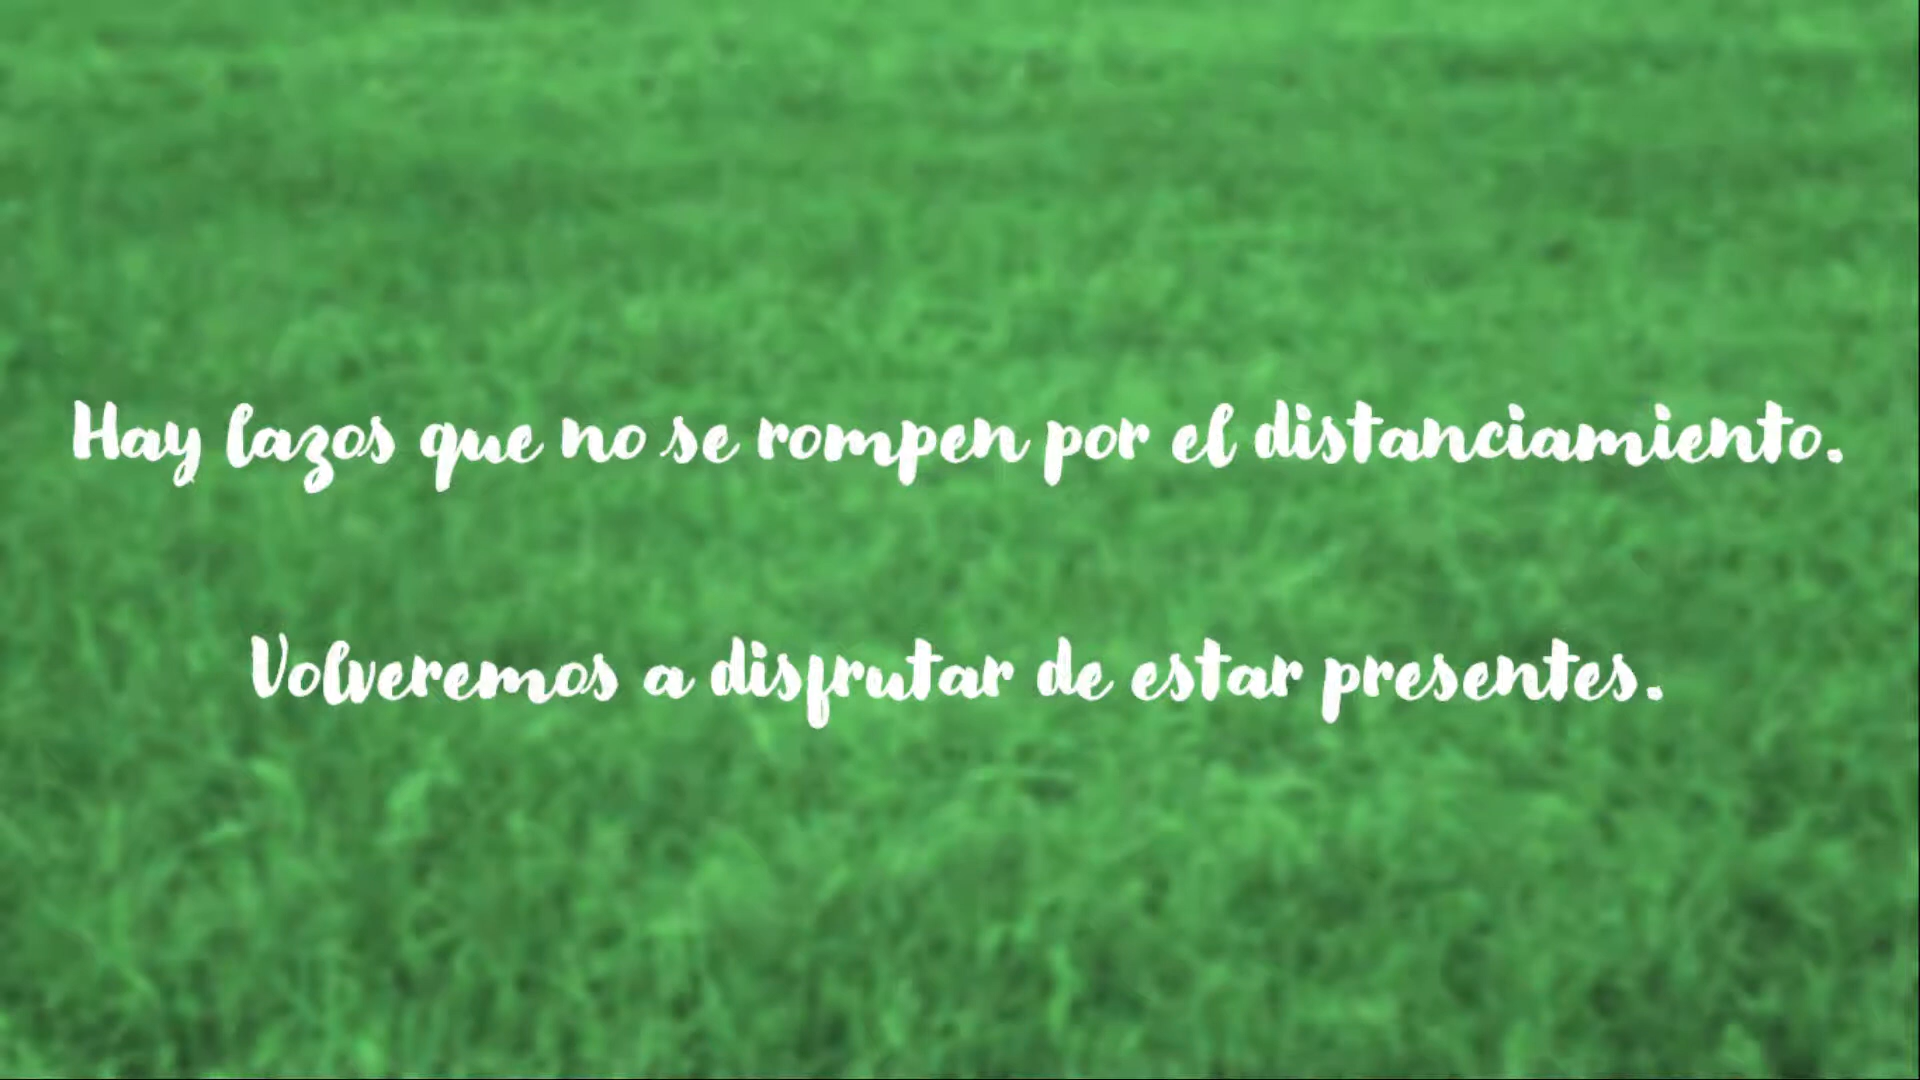 Hay lazos que no se rompen por el distanciamiento.
Volveremos a disfrutar de estar presentes.